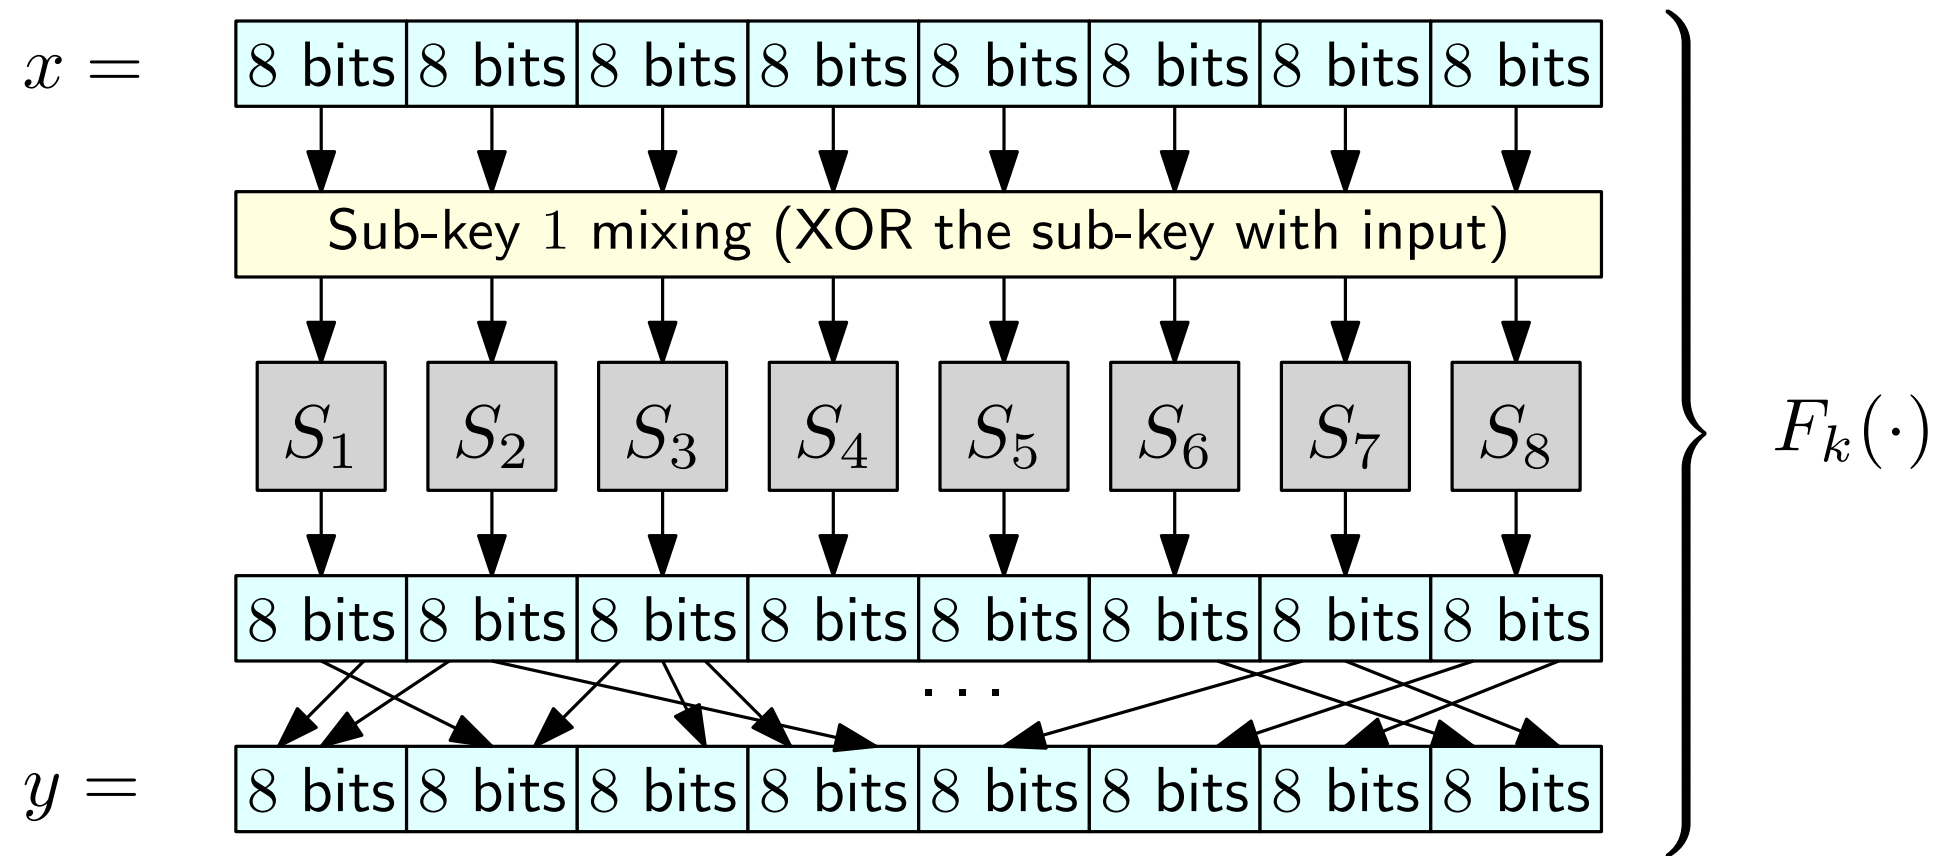 x = 8 bits 8 bits 8 bits 8 bits 8 bits 8 bits 8 bits 8 bits
Sub-key 1 mixing (XOR the sub-key with input)
S₁ S₂ S₃ S₄ S₅ S₆ S₇ S₈
Fₖ(·)
8 bits 8 bits 8 bits 8 bits 8 bits 8 bits 8 bits 8 bits
...
y = 8 bits 8 bits 8 bits 8 bits 8 bits 8 bits 8 bits 8 bits